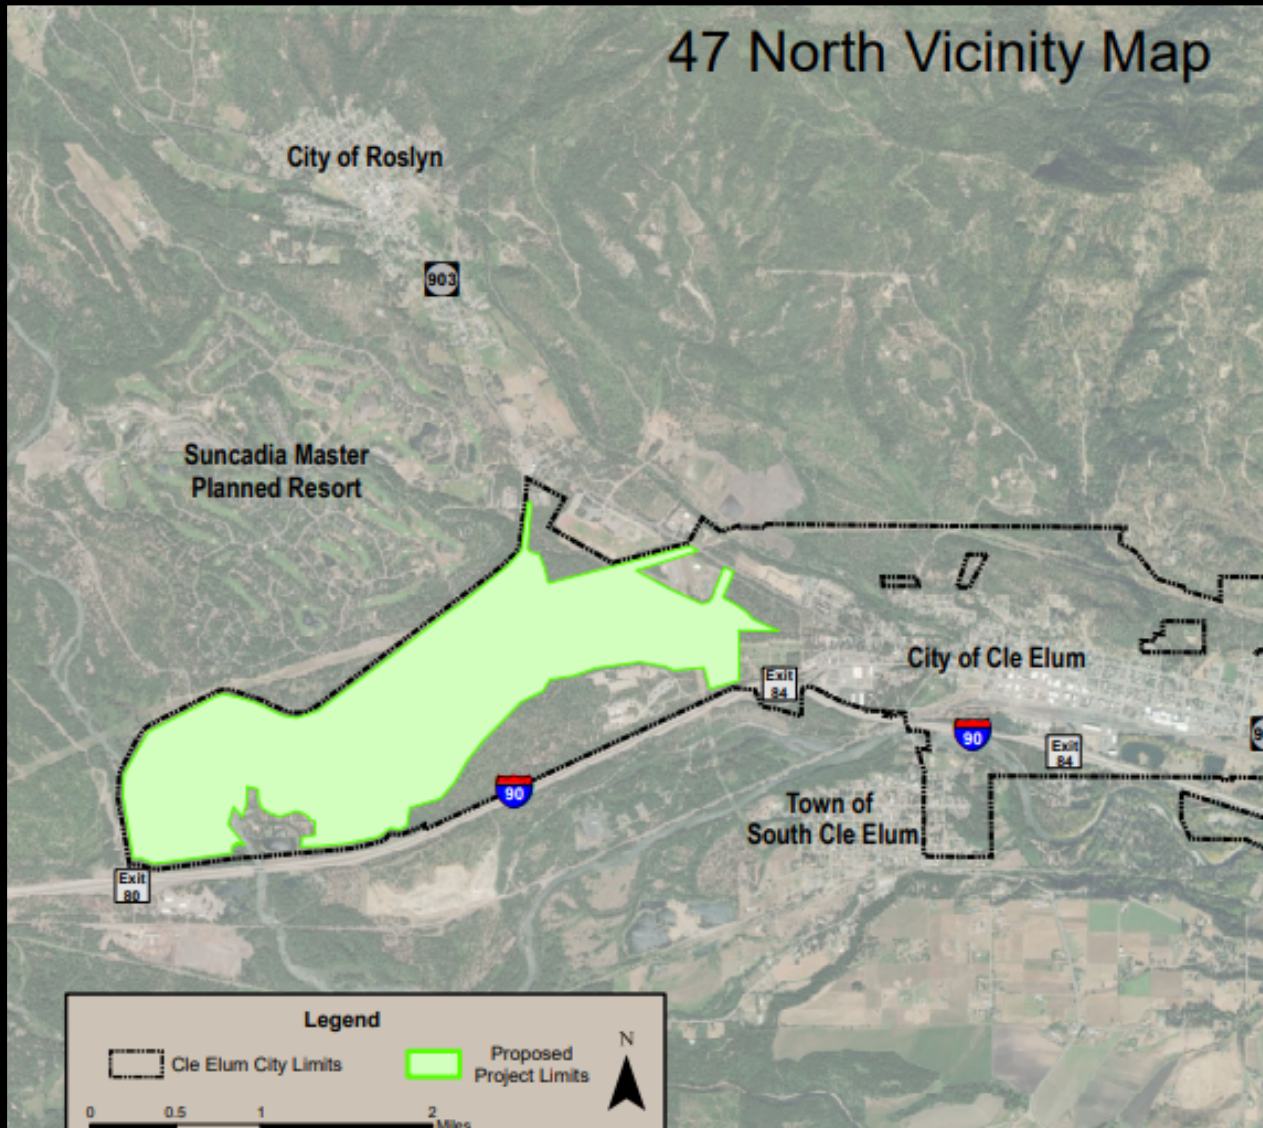 47 North Vicinity Map
City of Roslyn
903
Suncadia Master
Planned Resort
City of Cle Elum
Exit
84
90
Exit
84
90
Town of
South Cle Elum
Exit
80
Legend
Cle Elum City Limits
Proposed
Project Limits
N
0 0.5 1 2
Miles